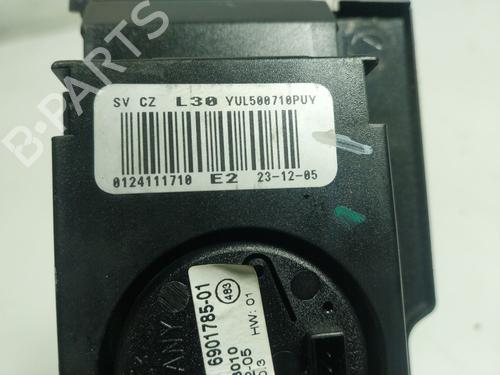 SV CZ L30 YUL500710PUY
0124111710 E2 23-12-05
B-PARTS
6901785-01
483
HW: 01